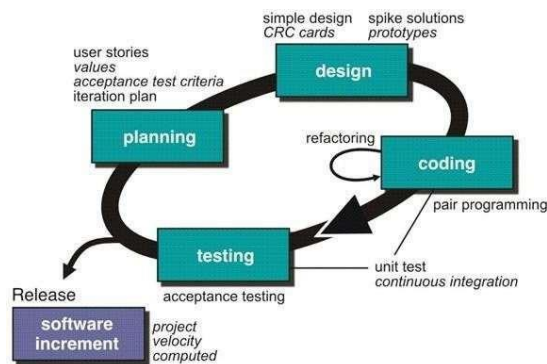 simple design
CRC cards
spike solutions
prototypes
design
user stories
values
acceptance test criteria
iteration plan
planning
refactoring
coding
pair programming
testing
acceptance testing
unit test
continuous integration
Release
software
increment
project
velocity
computed